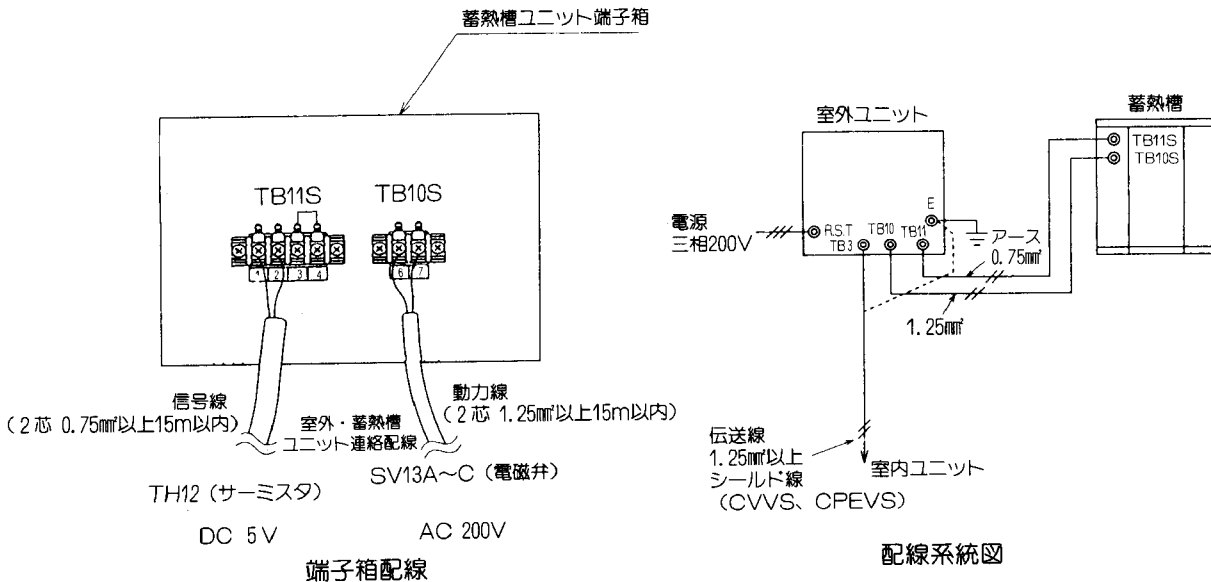 蓄熱槽ユニット端子箱
TB11S
TB10S
1 2 3 4
6 7
信号線
(2芯 0.75㎟以上15m以内)
室外・蓄熱槽
ユニット連絡配線
動力線
(2芯 1.25㎟以上15m以内)
TH12(サーミスタ)
SV13A~C(電磁弁)
DC 5V
AC 200V
端子箱配線
室外ユニット
蓄熱槽
TB11S
TB10S
電源
三相200V
R.S.T
TB3
TB10
TB11
E
アース
0.75㎟
1.25㎟
伝送線
1.25㎟以上
シールド線
(CVVS、CPEVS)
室内ユニット
配線系統図